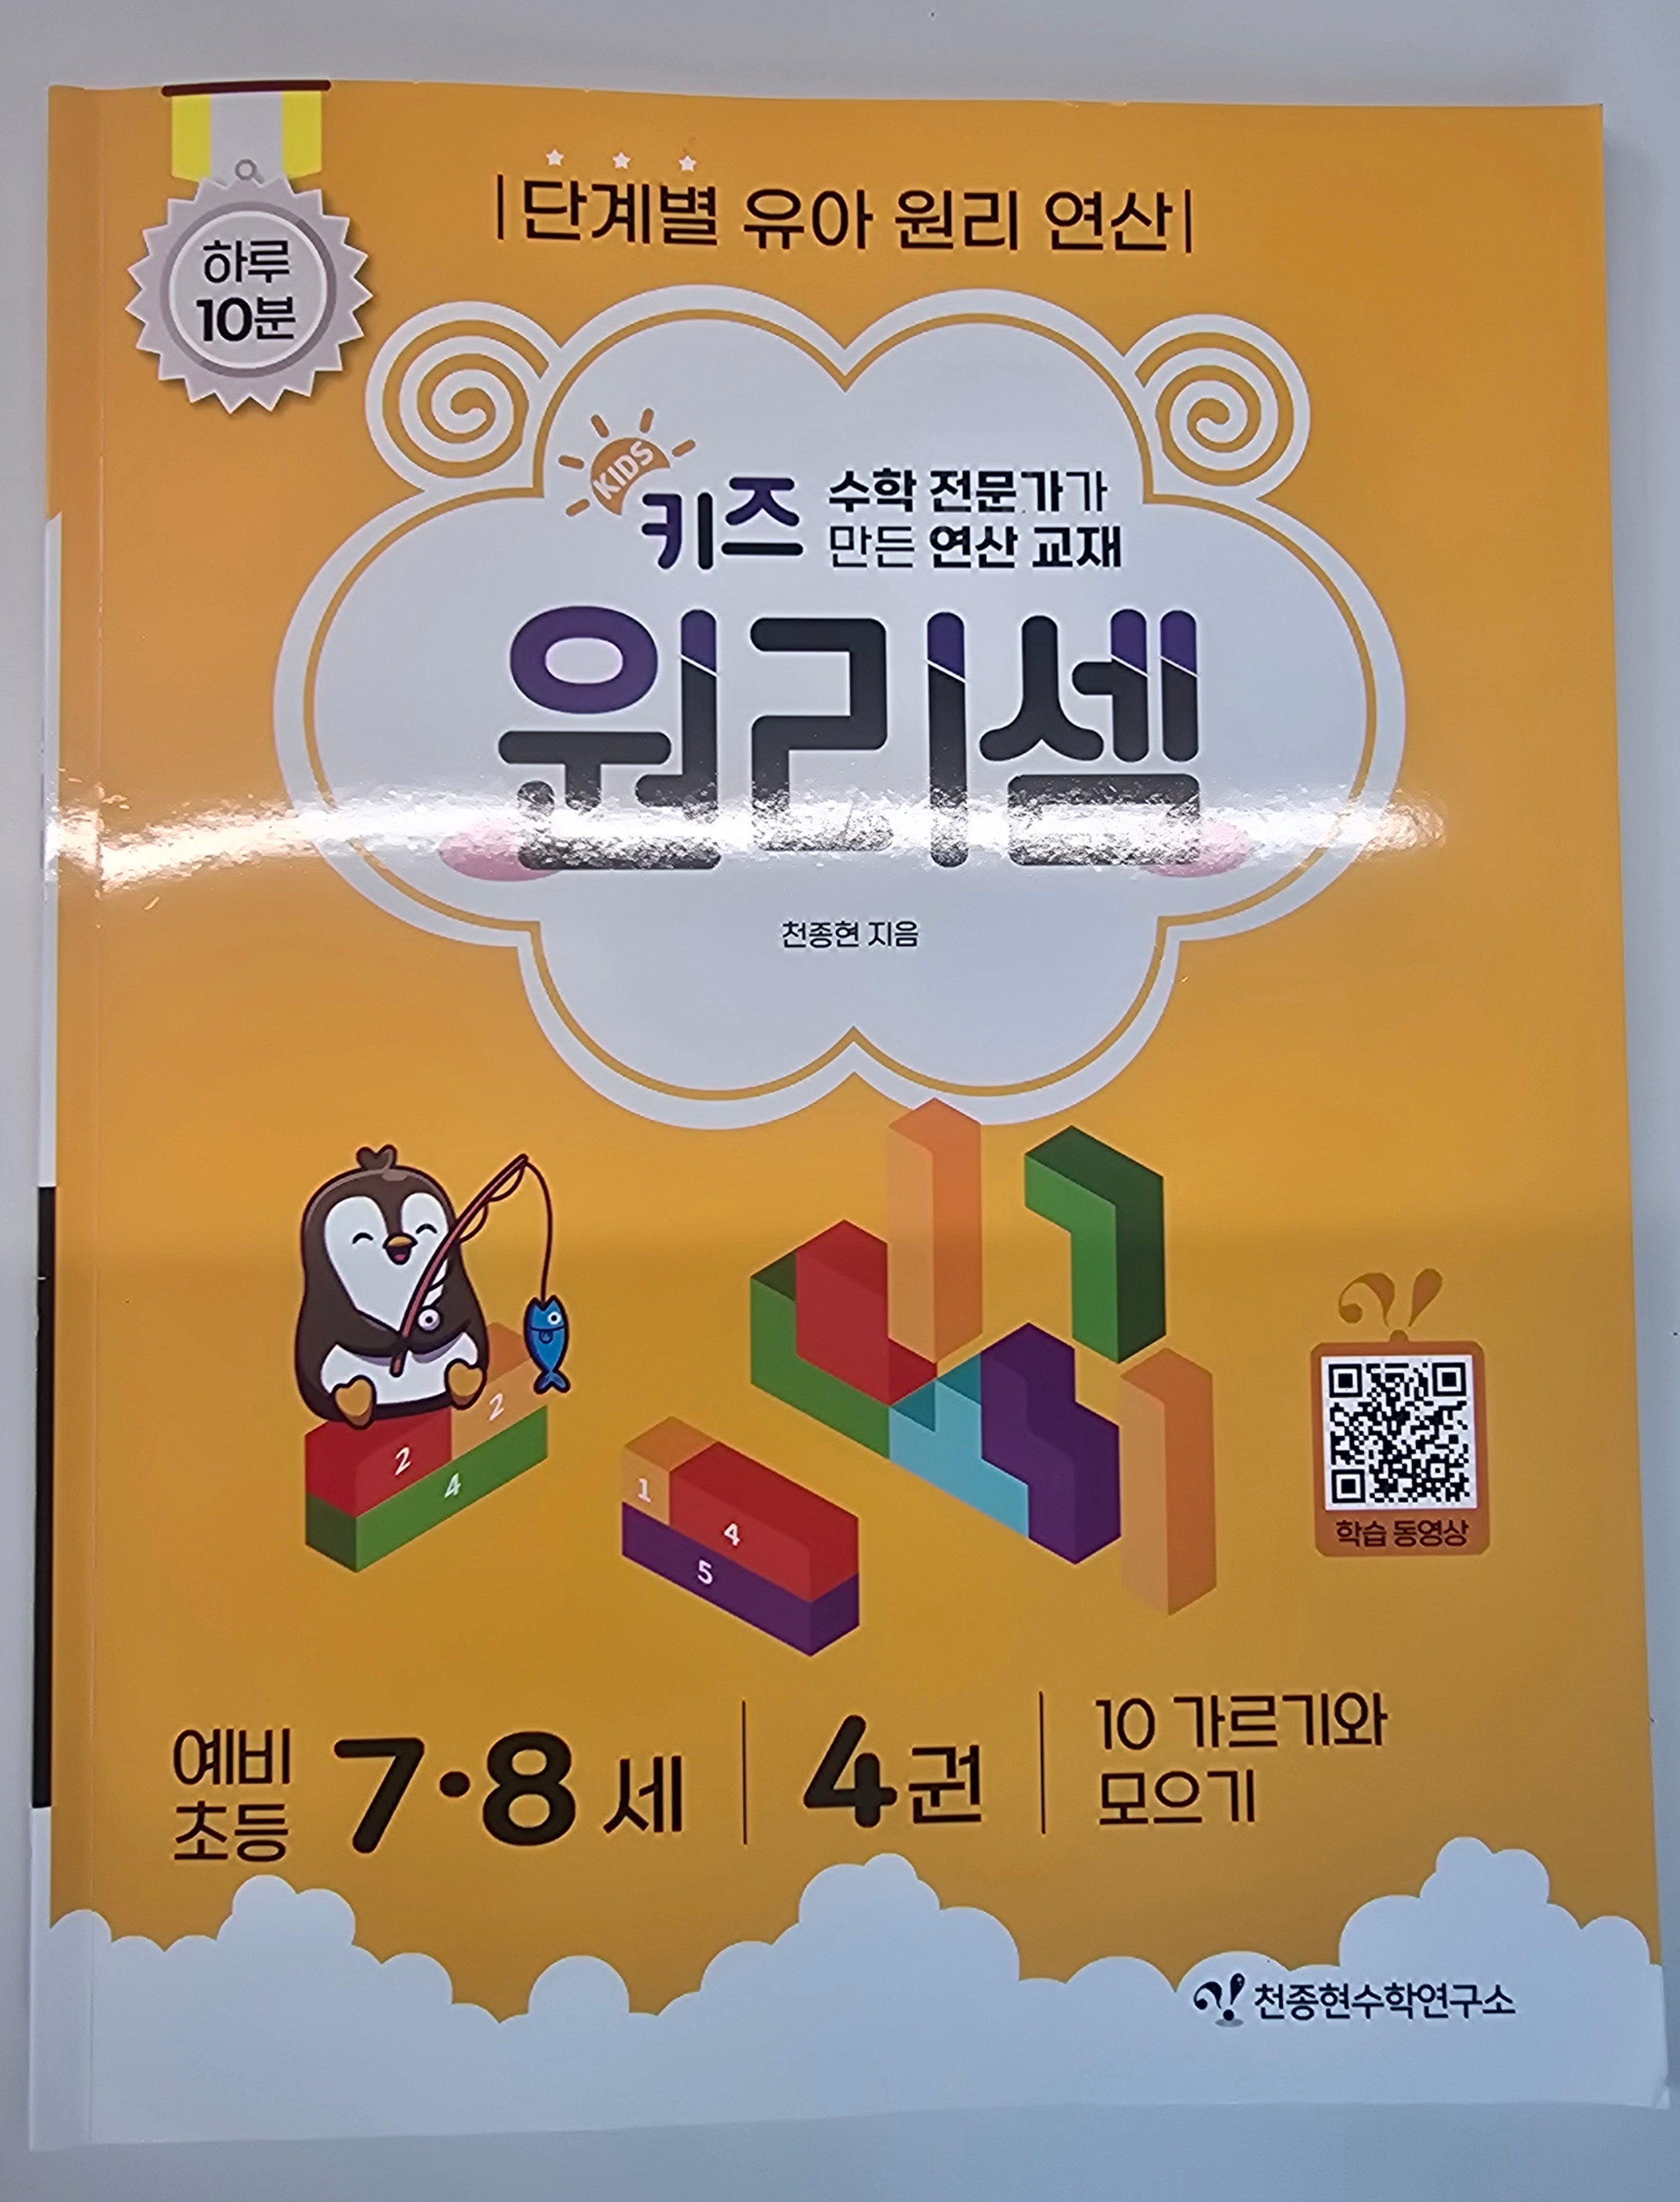 하루
10분
단계별 유아 원리 연산
KIDS
키즈
수학 전문가가
만든 연산 교재
원리셈
천종현 지음
2
2
4
1
4
5
학습 동영상
예비
초등
7·8세
4권
10 가르기와
모으기
천종현수학연구소